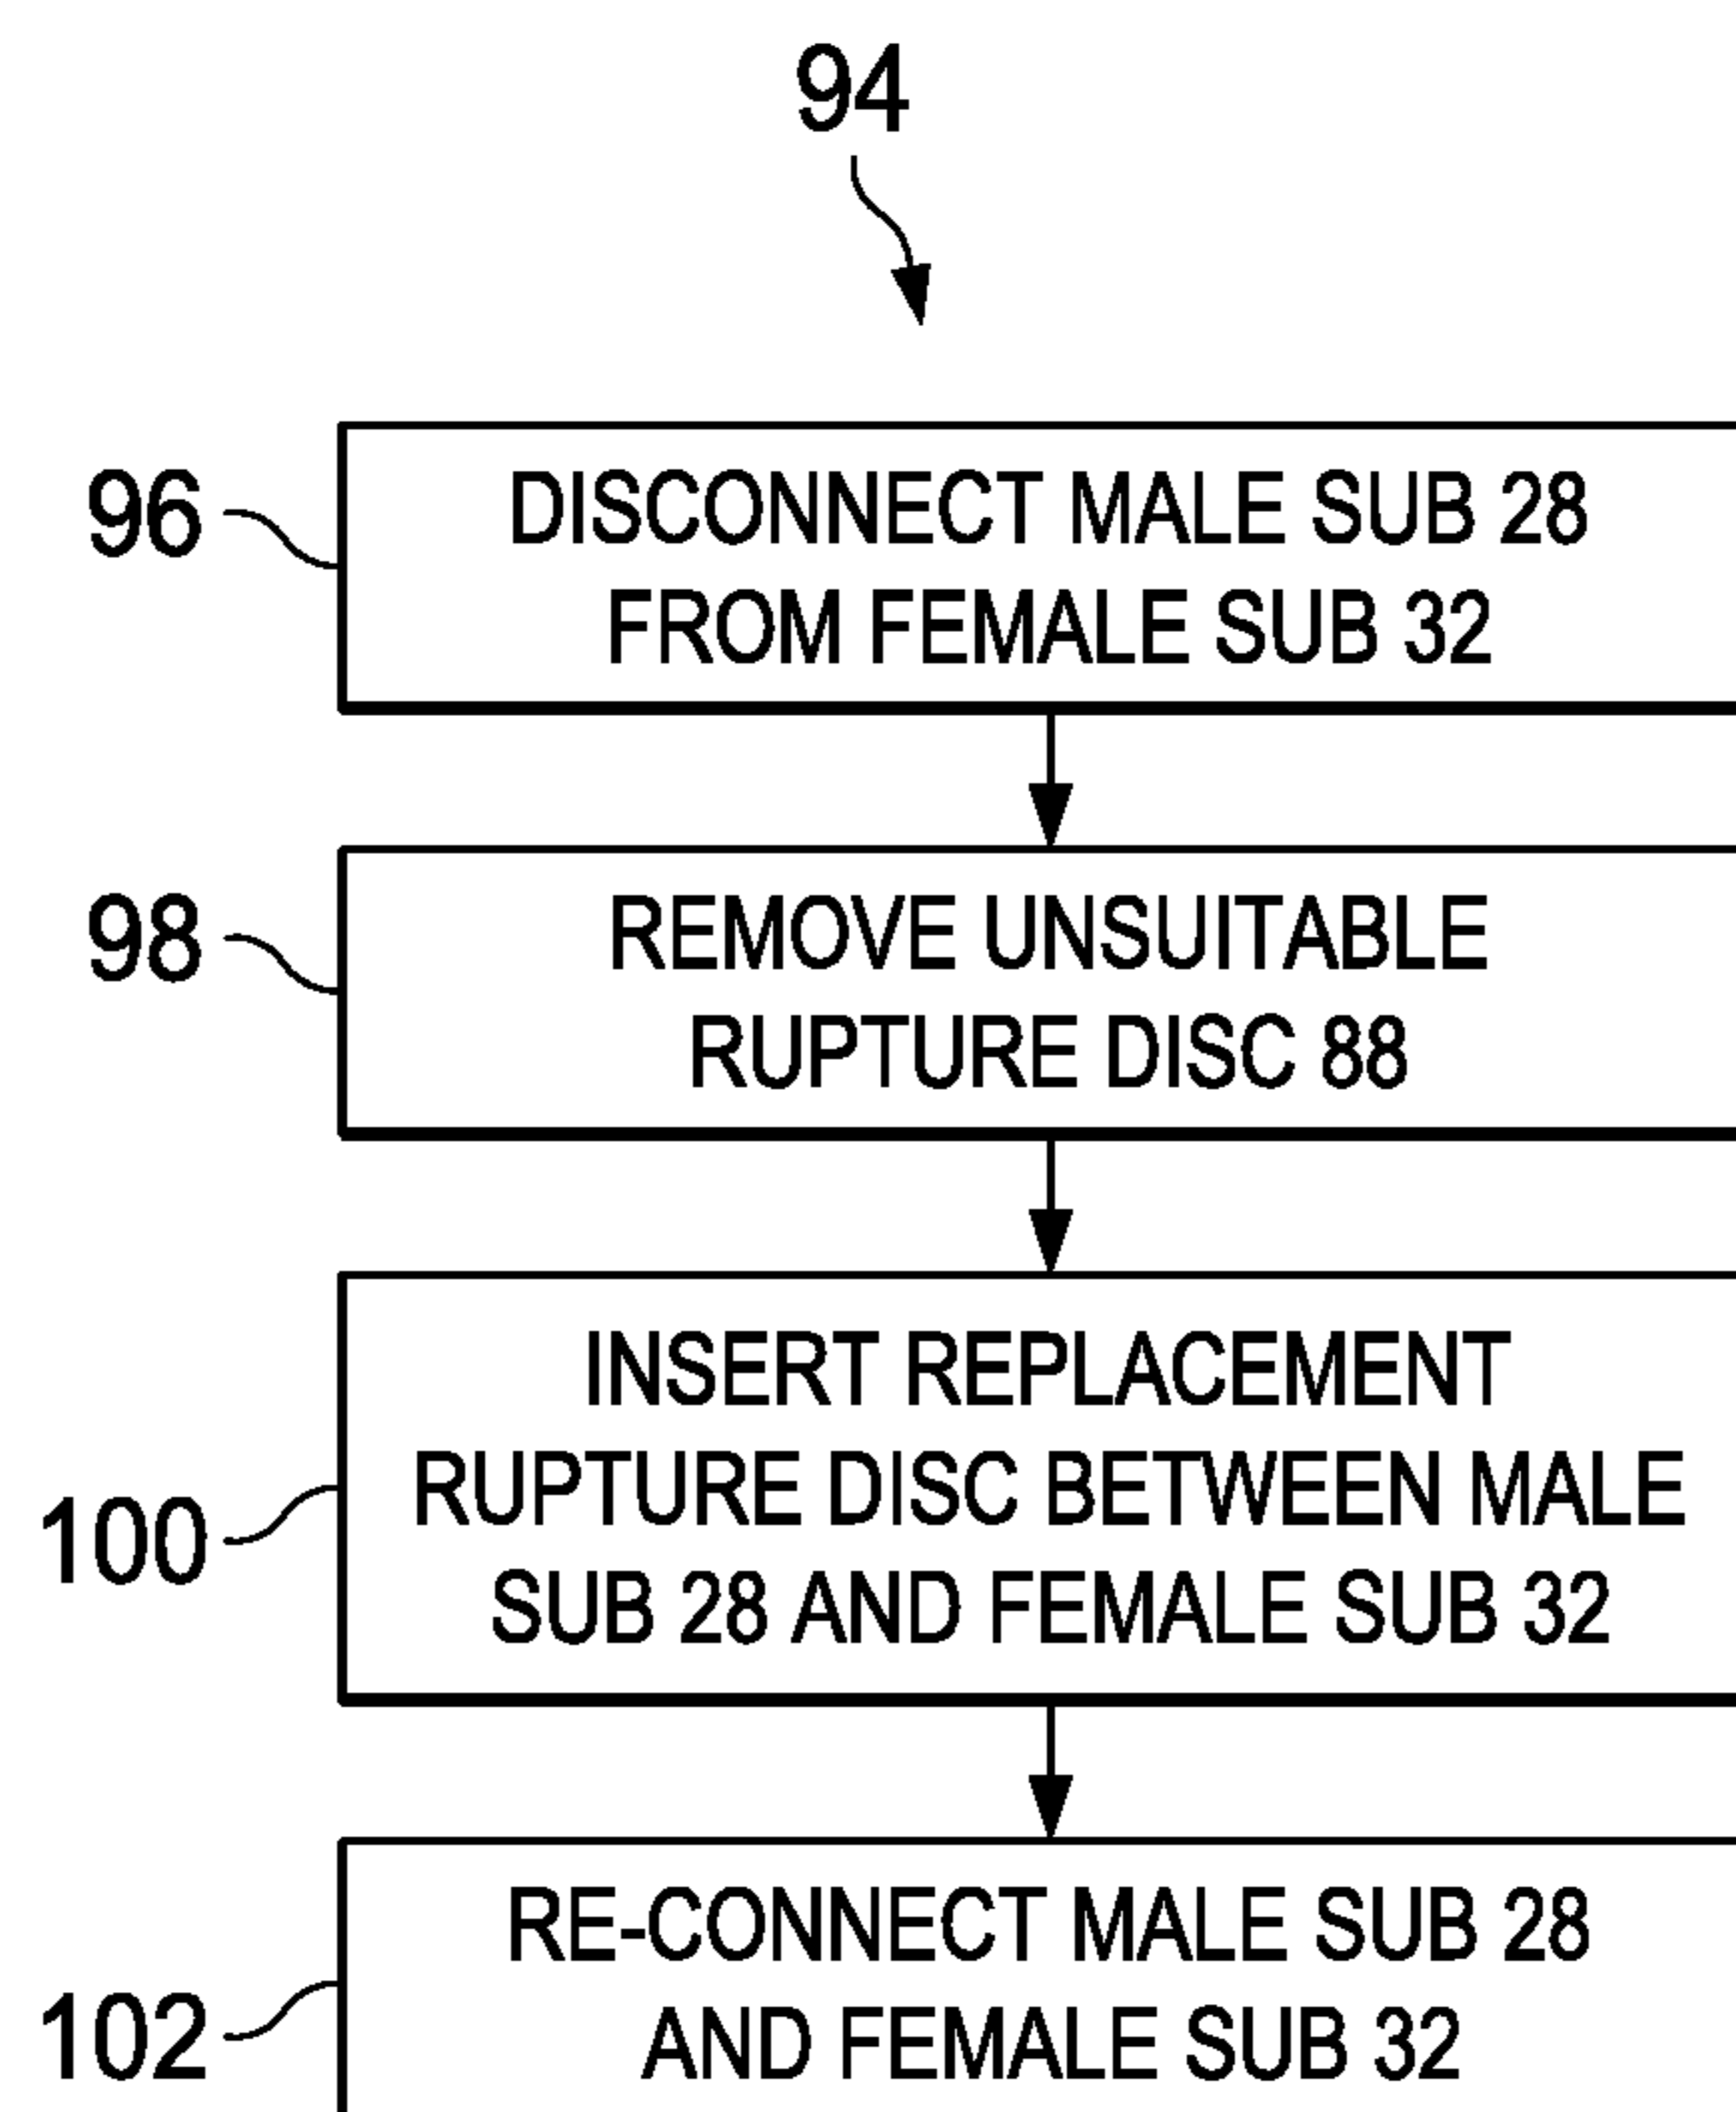 94
96
DISCONNECT MALE SUB 28
FROM FEMALE SUB 32
98
REMOVE UNSUITABLE
RUPTURE DISC 88
INSERT REPLACEMENT
RUPTURE DISC BETWEEN MALE
100
SUB 28 AND FEMALE SUB 32
RE-CONNECT MALE SUB 28
102
AND FEMALE SUB 32